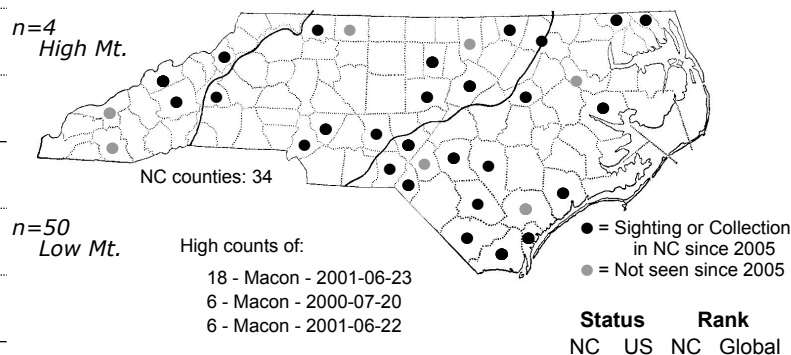 n=4
High Mt.
NC counties: 34
n=50
Low Mt.
High counts of:
18 - Macon - 2001-06-23
6 - Macon - 2000-07-20
6 - Macon - 2001-06-22
● = Sighting or Collection
in NC since 2005
● = Not seen since 2005
Status Rank
NC US NC Global